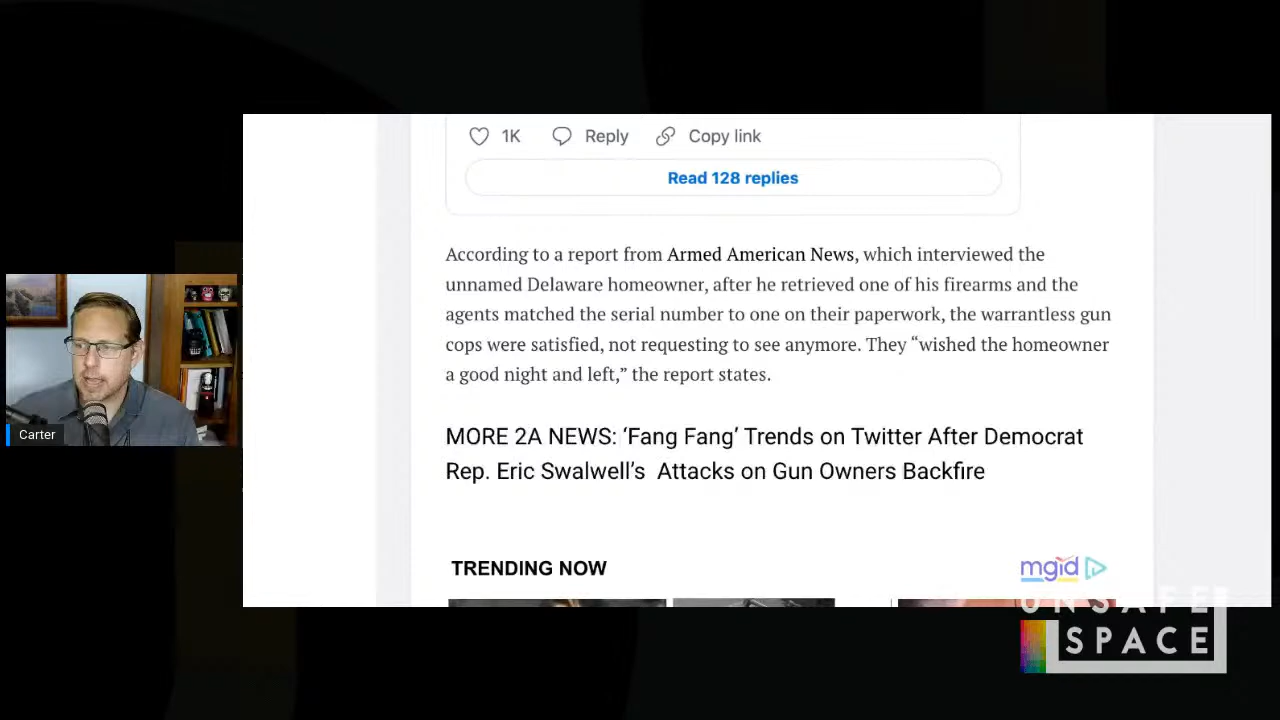 1K Reply Copy link
Read 128 replies
According to a report from Armed American News, which interviewed the
unnamed Delaware homeowner, after he retrieved one of his firearms and the
agents matched the serial number to one on their paperwork, the warrantless gun
cops were satisfied, not requesting to see anymore. They “wished the homeowner
a good night and left,” the report states.
MORE 2A NEWS: ‘Fang Fang’ Trends on Twitter After Democrat
Rep. Eric Swalwell’s Attacks on Gun Owners Backfire
TRENDING NOW
mgid
Carter
UNSAFE
SPACE